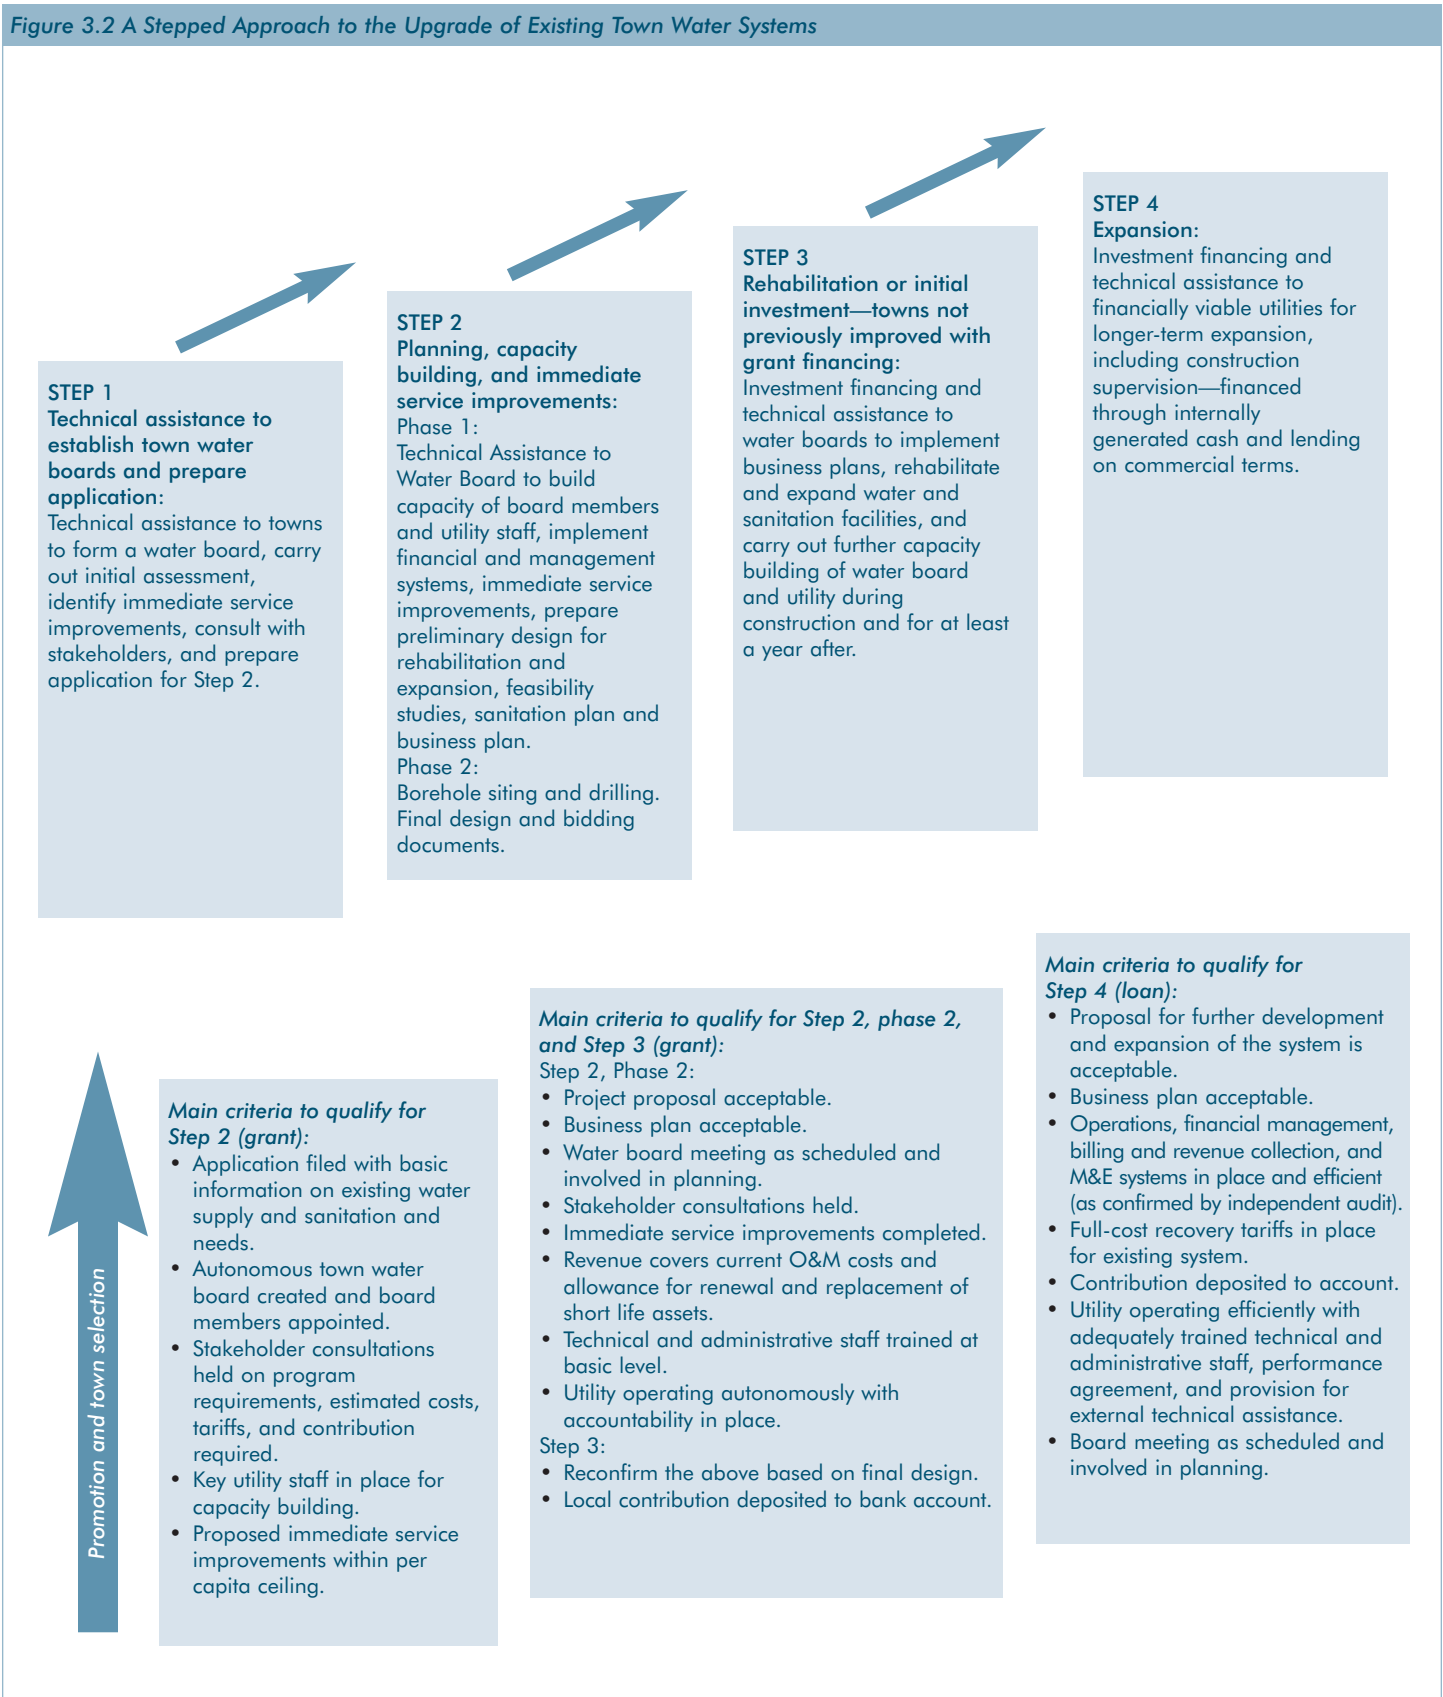 Figure 3.2 A Stepped Approach to the Upgrade of Existing Town Water Systems
STEP 1
Technical assistance to
establish town water
boards and prepare
application:
Technical assistance to towns
to form a water board, carry
out initial assessment,
identify immediate service
improvements, consult with
stakeholders, and prepare
application for Step 2.
STEP 2
Planning, capacity
building, and immediate
service improvements:
Phase 1:
Technical Assistance to
Water Board to build
capacity of board members
and utility staff, implement
financial and management
systems, immediate service
improvements, prepare
preliminary design for
rehabilitation and
expansion, feasibility
studies, sanitation plan and
business plan.
Phase 2:
Borehole siting and drilling.
Final design and bidding
documents.
STEP 3
Rehabilitation or initial
investment—towns not
previously improved with
grant financing:
Investment financing and
technical assistance to
water boards to implement
business plans, rehabilitate
and expand water and
sanitation facilities, and
carry out further capacity
building of water board
and utility during
construction and for at least
a year after.
STEP 4
Expansion:
Investment financing and
technical assistance to
financially viable utilities for
longer-term expansion,
including construction
supervision—financed
through internally
generated cash and lending
on commercial terms.
Promotion and town selection
Main criteria to qualify for
Step 2 (grant):
• Application filed with basic
information on existing water
supply and sanitation and
needs.
• Autonomous town water
board created and board
members appointed.
• Stakeholder consultations
held on program
requirements, estimated costs,
tariffs, and contribution
required.
• Key utility staff in place for
capacity building.
• Proposed immediate service
improvements within per
capita ceiling.
Main criteria to qualify for Step 2, phase 2,
and Step 3 (grant):
Step 2, Phase 2:
• Project proposal acceptable.
• Business plan acceptable.
• Water board meeting as scheduled and
involved in planning.
• Stakeholder consultations held.
• Immediate service improvements completed.
• Revenue covers current O&M costs and
allowance for renewal and replacement of
short life assets.
• Technical and administrative staff trained at
basic level.
• Utility operating autonomously with
accountability in place.
Step 3:
• Reconfirm the above based on final design.
• Local contribution deposited to bank account.
Main criteria to qualify for
Step 4 (loan):
• Proposal for further development
and expansion of the system is
acceptable.
• Business plan acceptable.
• Operations, financial management,
billing and revenue collection, and
M&E systems in place and efficient
(as confirmed by independent audit).
• Full-cost recovery tariffs in place
for existing system.
• Contribution deposited to account.
• Utility operating efficiently with
adequately trained technical and
administrative staff, performance
agreement, and provision for
external technical assistance.
• Board meeting as scheduled and
involved in planning.